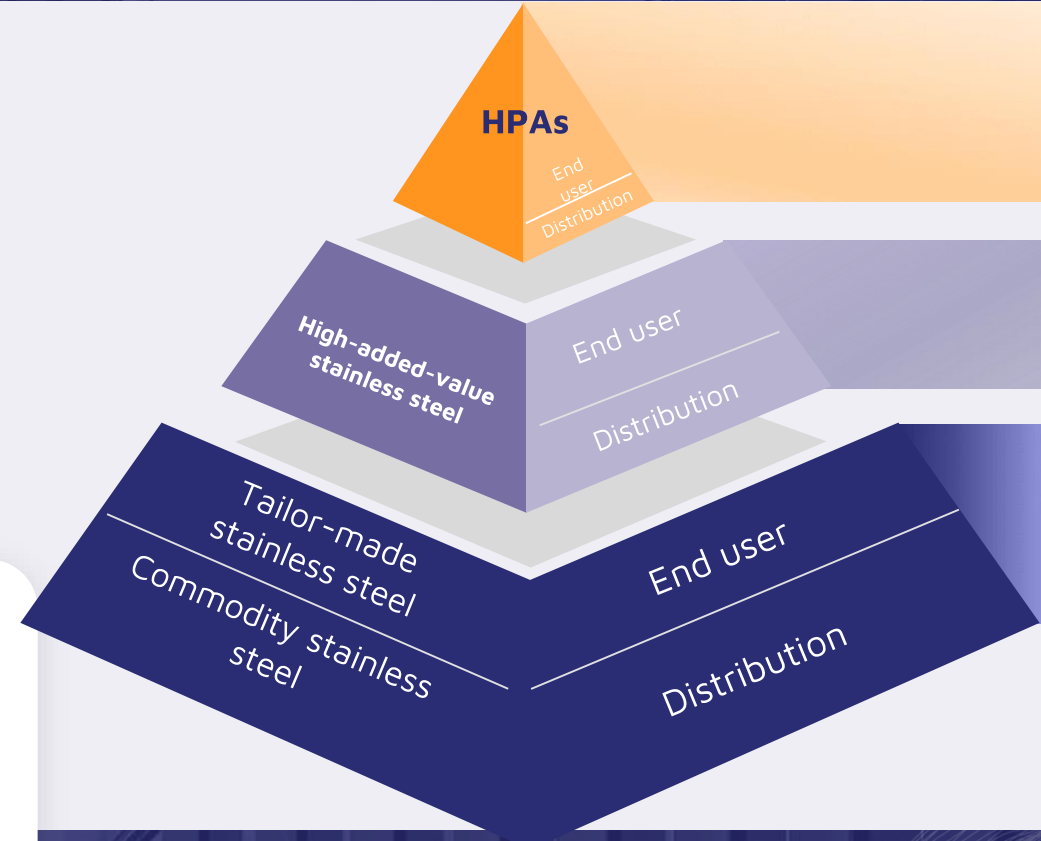 HPAs
End
user
Distribution
High-added-value
stainless steel
End user
Distribution
Tailor-made
stainless steel
Commodity stainless
steel
End user
Distribution